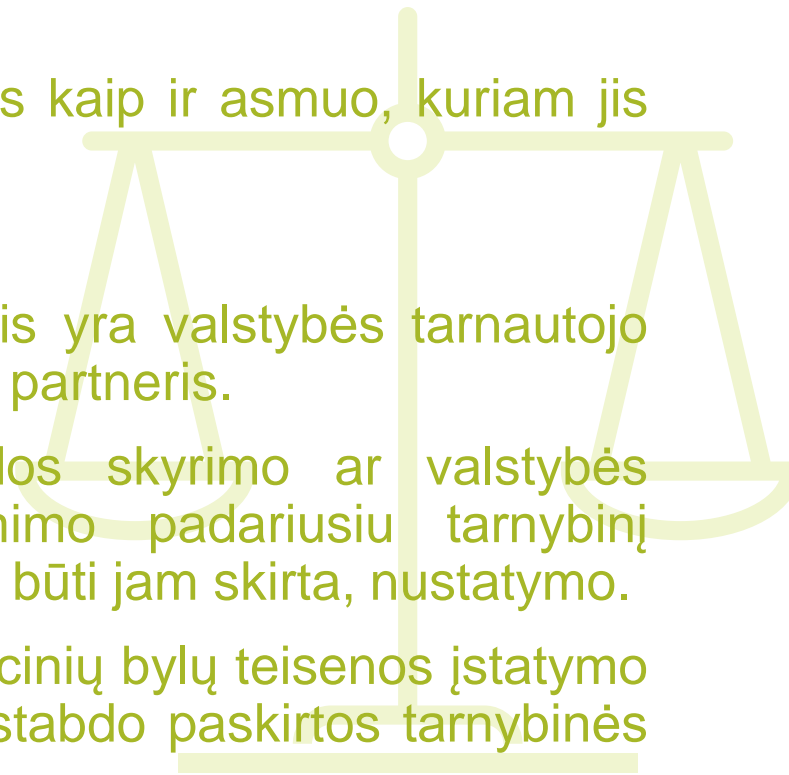 s kaip ir asmuo, kuriam jis
is yra valstybės tarnautojo
partneris.
los skyrimo ar valstybės
nimo padariusiu tarnybinį
būti jam skirta, nustatymo.
cinių bylų teisenos įstatymo
stabdo paskirtos tarnybinės